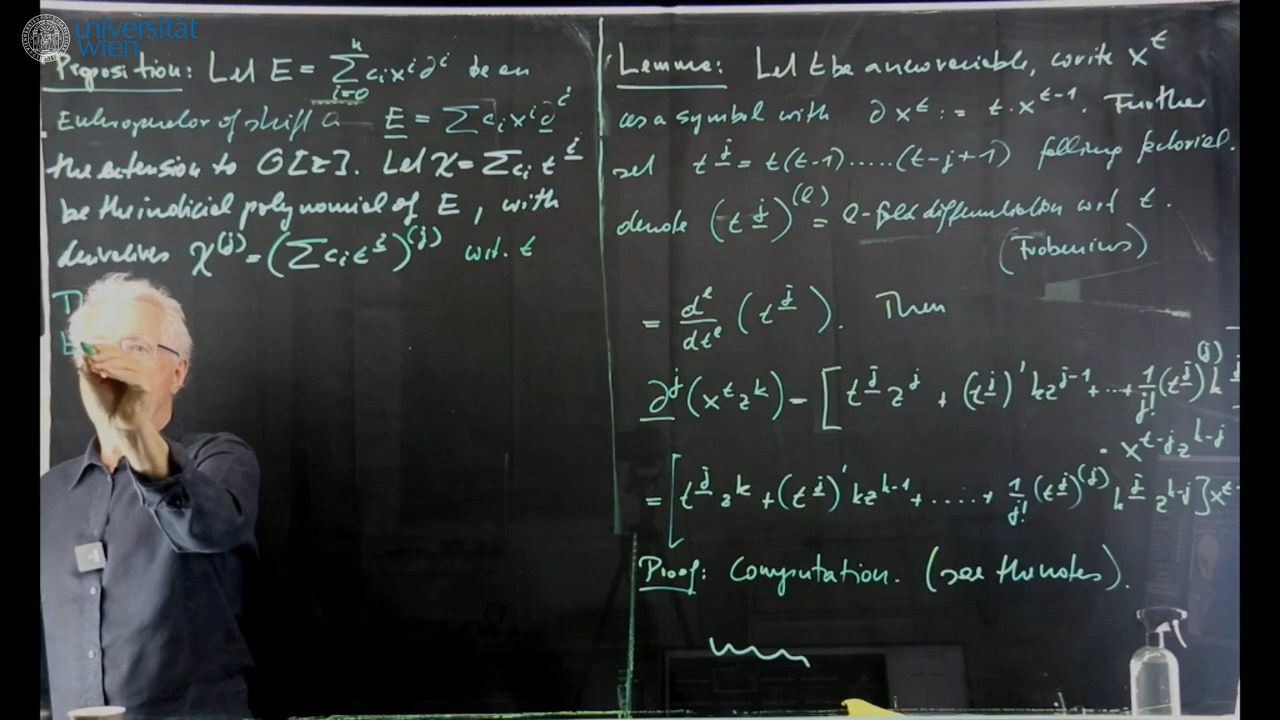 universität
wien
Proposition: Let E = ∑_{i=0}^{n} c_i x^i ∂^i be an
Euler operator of shift 0 E = ∑ c_i x^i ∂^i
the extension to O[z]. Let χ = ∑ c_i t^i
be the indicial polynomial of E, with
derivatives χ^(j) = (∑ c_i t^i)^(j) wrt. t
Lemma: Let t be a new variable, write x^t
as a symbol with ∂ x^t := t · x^{t-1}. Further
set t^j = t(t-1).....(t-j+1) falling factorial.
denote (t^j)^(ℓ) = ℓ-fold differentiation wrt t.
(Frobenius)
= d^ℓ/dt^ℓ (t^j). Then
∂^j (x^t z^k) = [t^j z^j + (t^j)' k z^{j-1} + ... + 1/j! (t^j)^(j) k^j
· x^{t-j} z^{k-j}
= [t^j z^k + (t^j)' k z^{k-1} + ..... + 1/j! (t^j)^(j) k^j z^{k-j}] x^{t-
Proof: Computation. (see the notes).